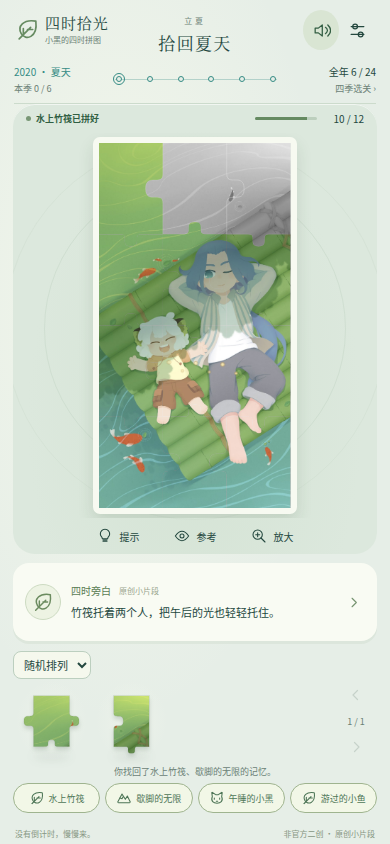 四时拾光
小黑的四时拼图
立夏
拾回夏天
2020 · 夏天
本季 0 / 6
全年 6 / 24
四季选关 ›
水上竹筏已拼好
10 / 12
提示
参考
放大
四时旁白 原创小片段
竹筏托着两个人，把午后的光也轻轻托住。
随机排列
1 / 1
你找回了水上竹筏、歇脚的无限的记忆。
水上竹筏
歇脚的无限
午睡的小黑
游过的小鱼
没有倒计时，慢慢来。
非官方二创 · 原创小片段